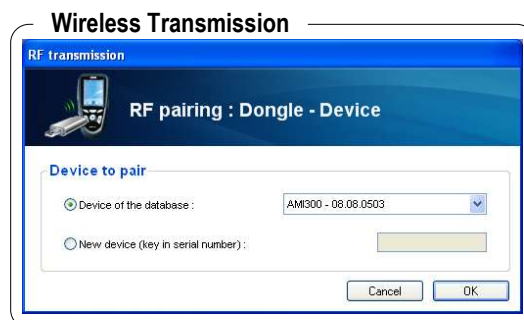 Wireless Transmission
RF transmission
RF pairing : Dongle - Device
Device to pair
Device of the database :
AMI300 - 08.08.0503
New device (key in serial number) :
Cancel
OK